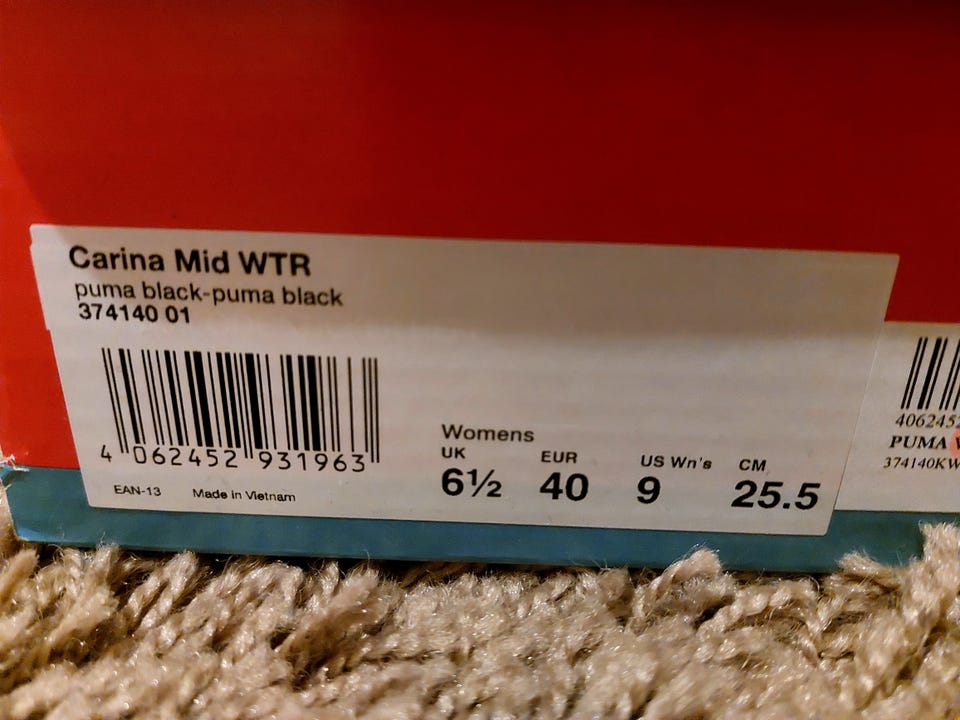 Carina Mid WTR
puma black-puma black
374140 01
4 062452 931963
EAN-13 Made in Vietnam
Womens
UK EUR US Wn's CM
6½ 40 9 25.5
4062452
PUMA
374140KW